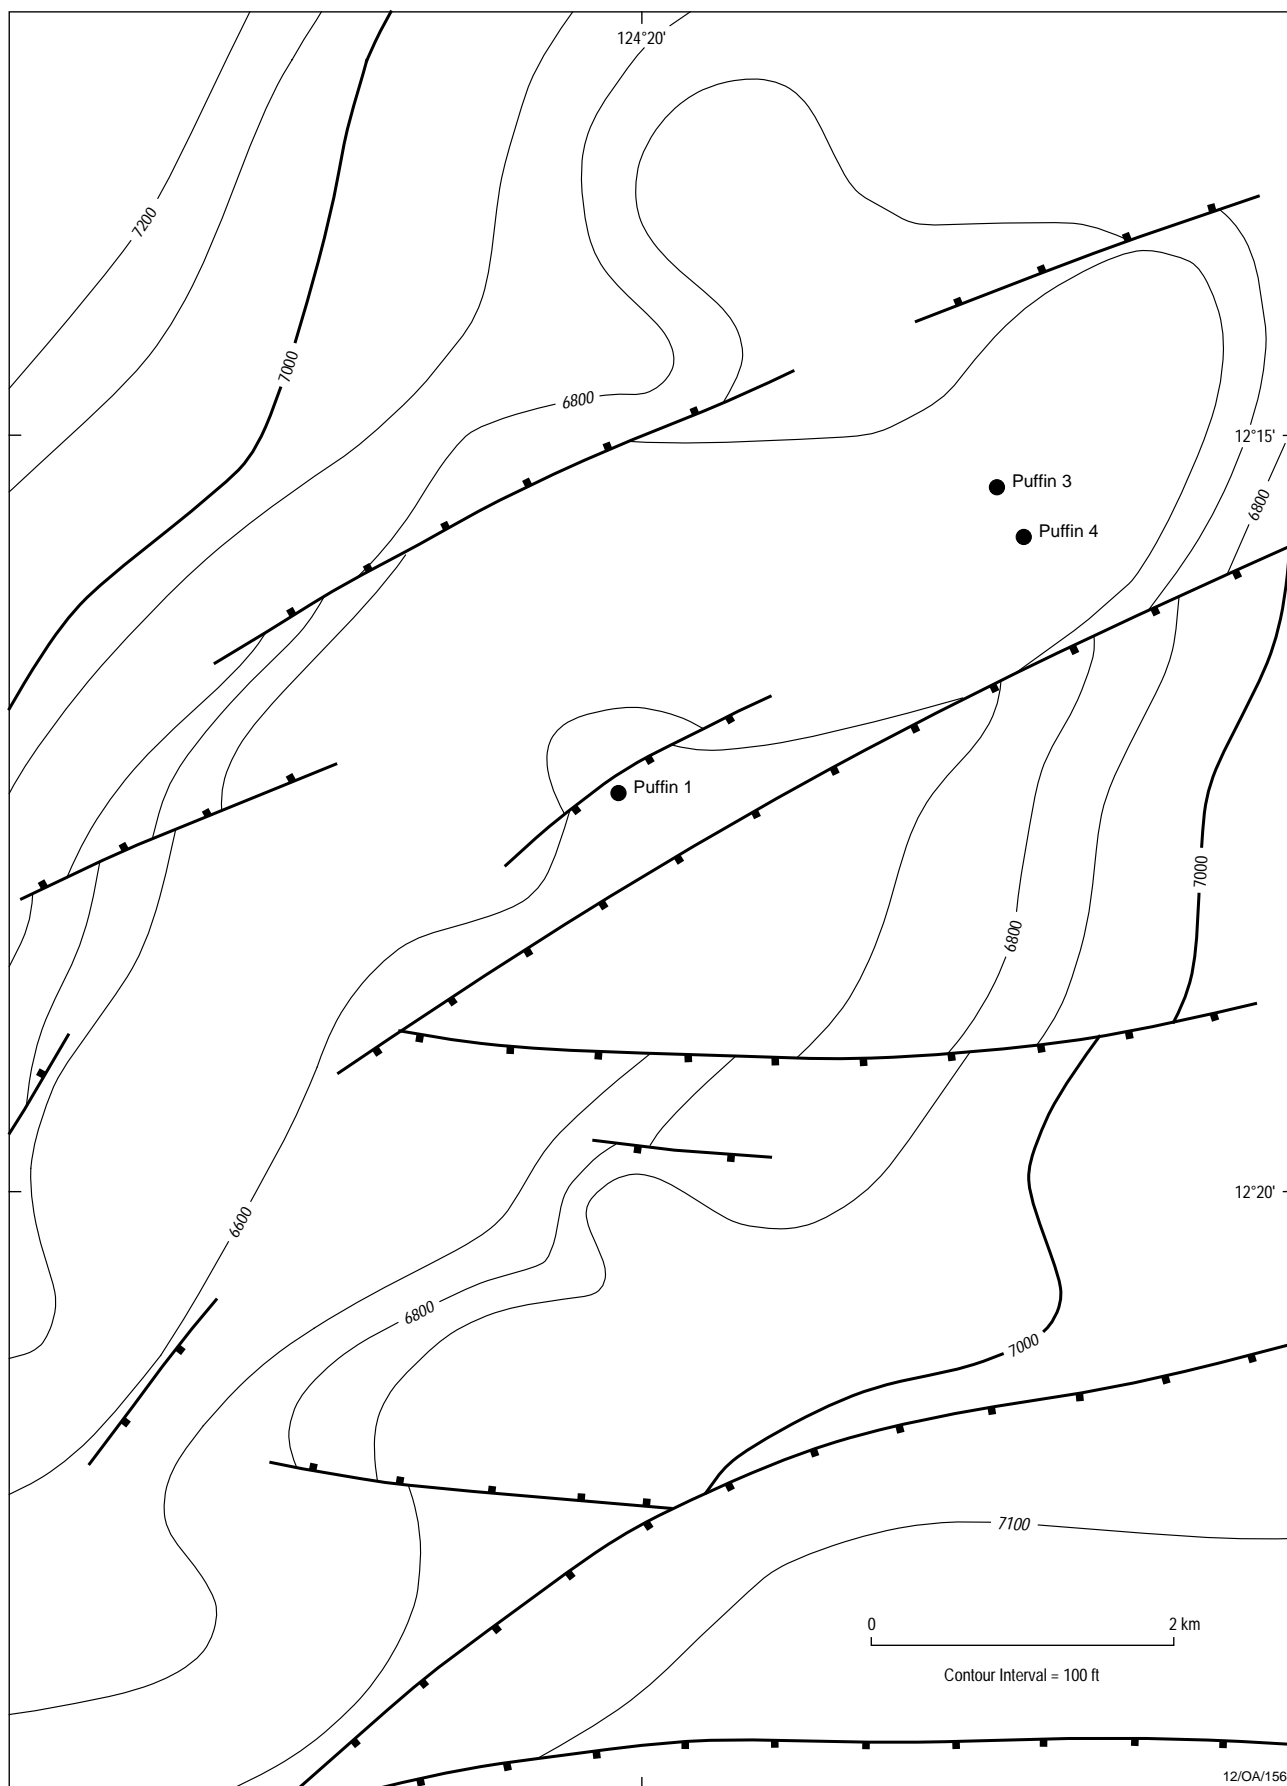 124°20'
7200
7000
6800
12°15'
Puffin 3
6800
Puffin 4
Puffin 1
7000
6800
12°20'
6600
6800
7000
7100
0 2 km
Contour Interval = 100 ft
12/OA/156